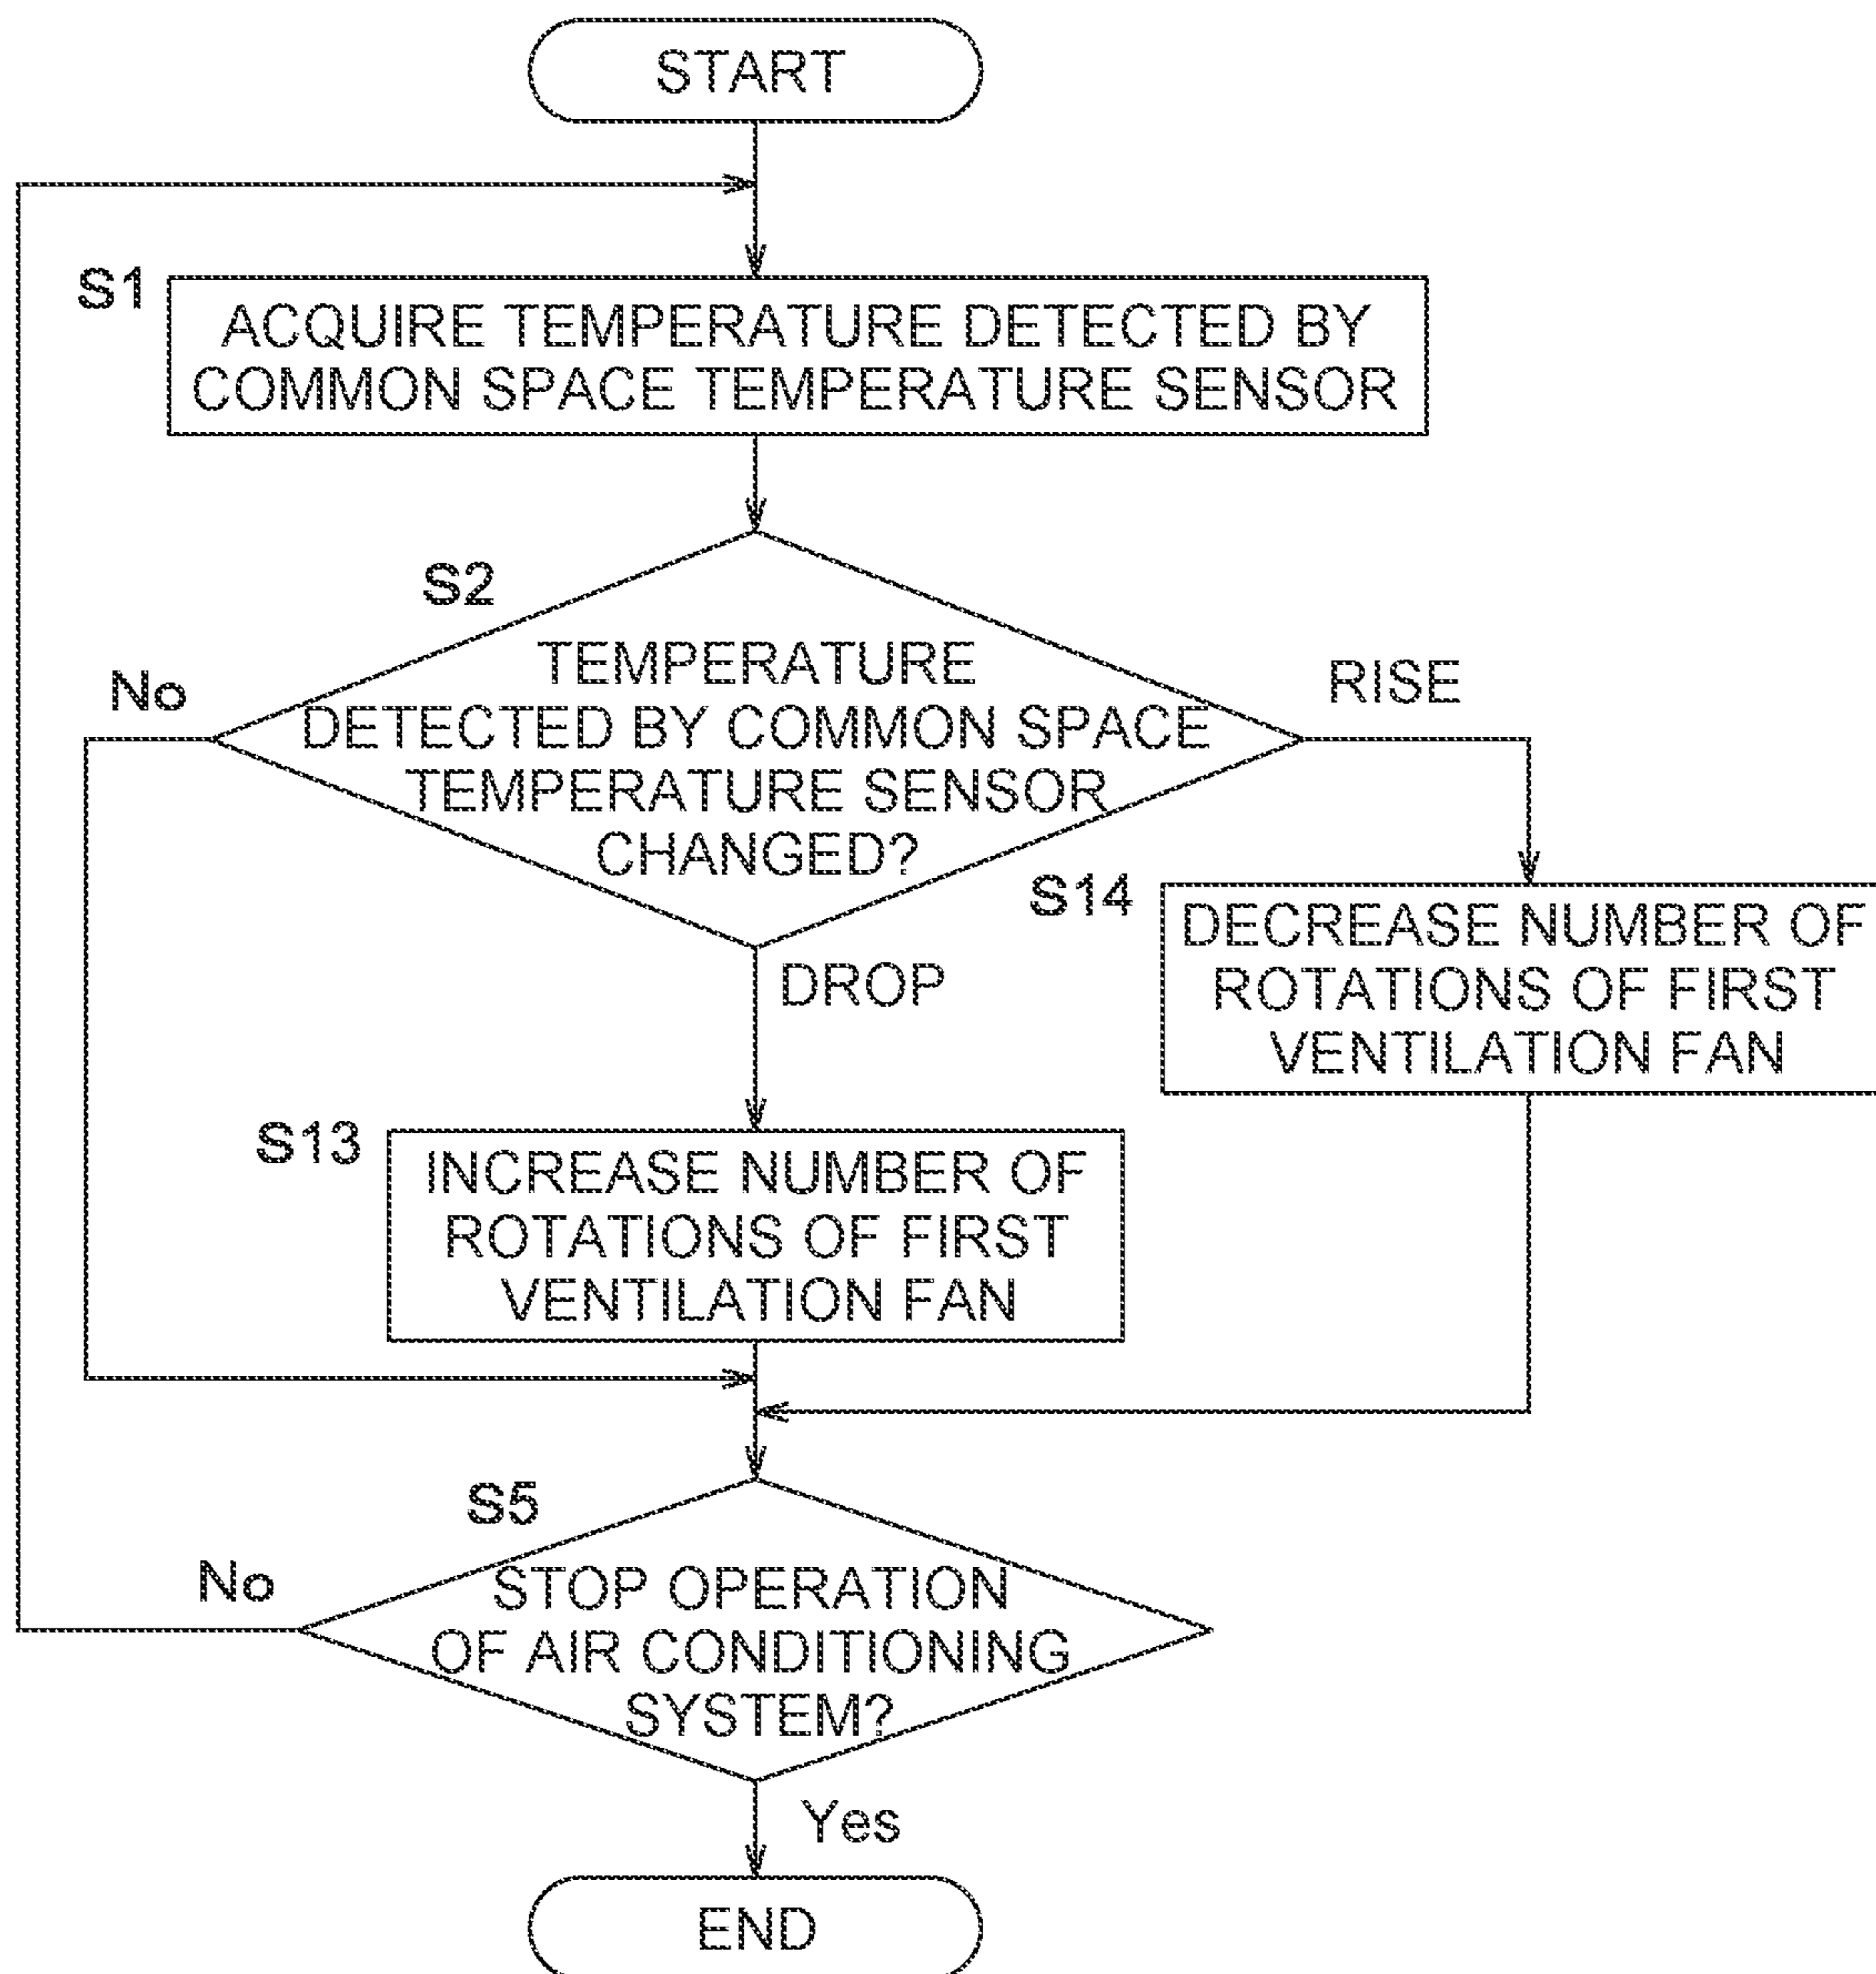 START
S1
ACQUIRE TEMPERATURE DETECTED BY
COMMON SPACE TEMPERATURE SENSOR
S2
TEMPERATURE
DETECTED BY COMMON SPACE
TEMPERATURE SENSOR
CHANGED?
No
RISE
DROP
S14
DECREASE NUMBER OF
ROTATIONS OF FIRST
VENTILATION FAN
S13
INCREASE NUMBER OF
ROTATIONS OF FIRST
VENTILATION FAN
S5
STOP OPERATION
OF AIR CONDITIONING
SYSTEM?
No
Yes
END